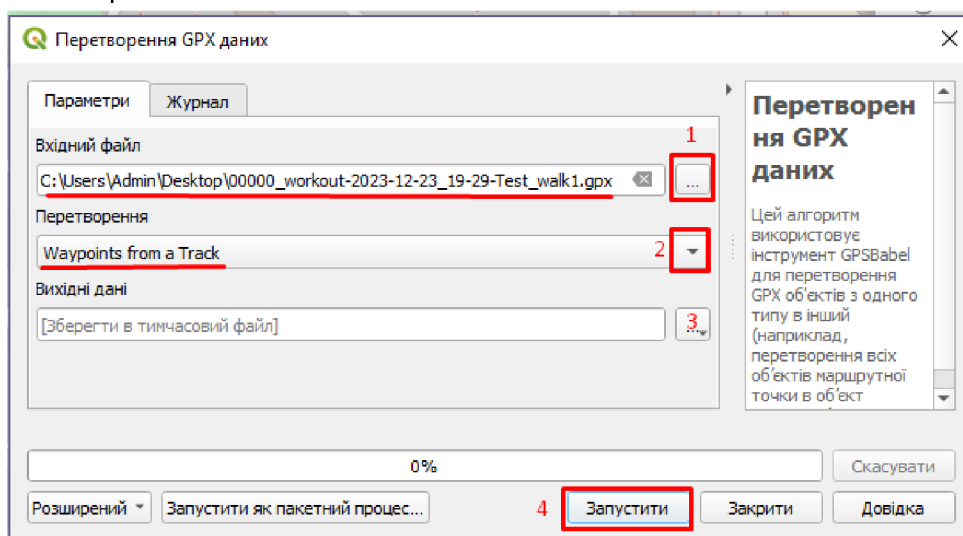 Перетворення GPX даних
Параметри
Журнал
Вхідний файл
1
C:\Users\Admin\Desktop\00000_workout-2023-12-23_19-29-Test_walk1.gpx
...
Перетворення
Waypoints from a Track
2
Вихідні дані
[Зберегти в тимчасовий файл]
3
Перетворен
ня GPX
даних
Цей алгоритм
використовує
інструмент GPSBabel
для перетворення
GPX об'єктів з одного
типу в інший
(наприклад,
перетворення всіх
об'єктів маршрутної
точки в об'єкт
0%
Скасувати
Розширений
Запустити як пакетний процес...
4
Запустити
Закрити
Довідка